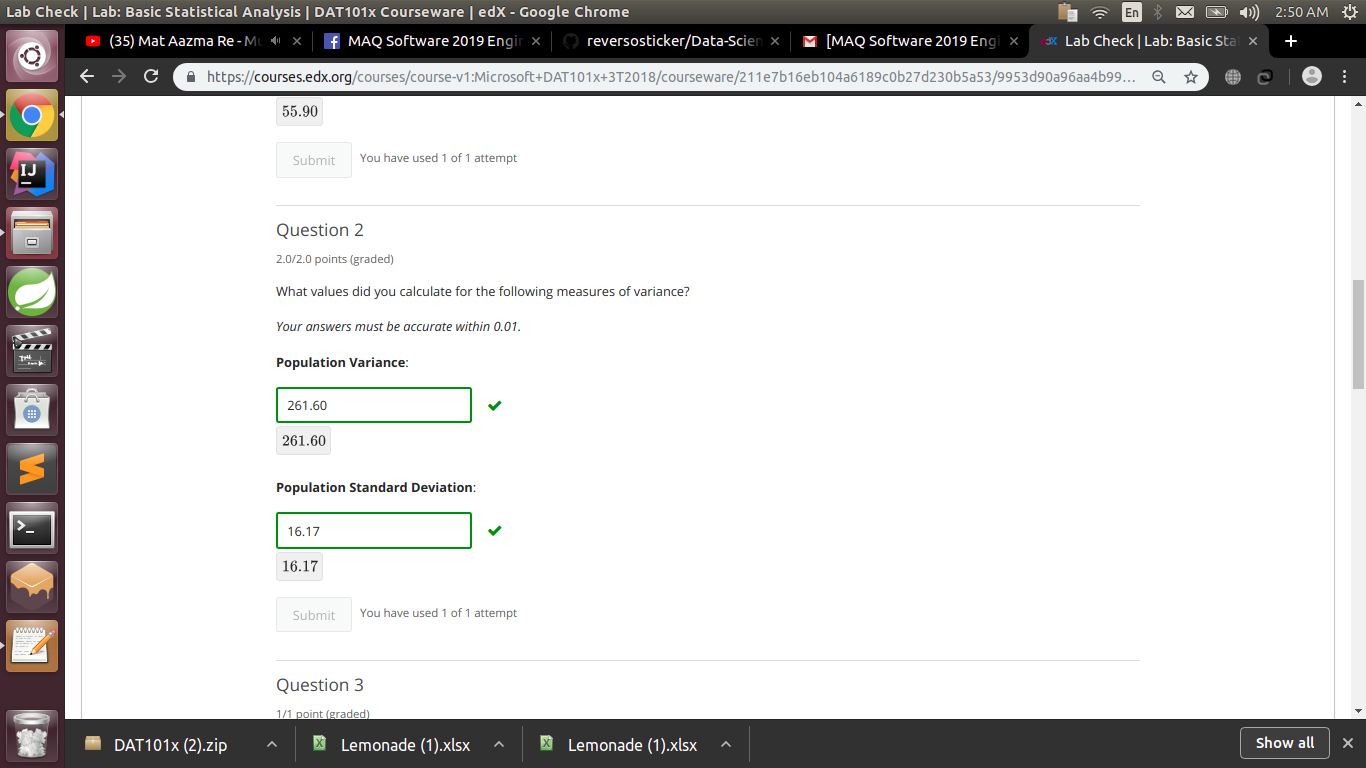 Lab Check | Lab: Basic Statistical Analysis | DAT101x Courseware | edX - Google Chrome
En
2:50 AM
(35) Mat Aazma Re - Mu
MAQ Software 2019 Engin
reversosticker/Data-Scien
[MAQ Software 2019 Engi
Lab Check | Lab: Basic Stat
https://courses.edx.org/courses/course-v1:Microsoft+DAT101x+3T2018/courseware/211e7b16eb104a6189c0b27d230b5a53/9953d90a96aa4b99...
55.90
Submit
You have used 1 of 1 attempt
Question 2
2.0/2.0 points (graded)
What values did you calculate for the following measures of variance?
Your answers must be accurate within 0.01.
Population Variance:
261.60
261.60
Population Standard Deviation:
16.17
16.17
Submit
You have used 1 of 1 attempt
Question 3
1/1 point (graded)
DAT101x (2).zip
Lemonade (1).xlsx
Lemonade (1).xlsx
Show all